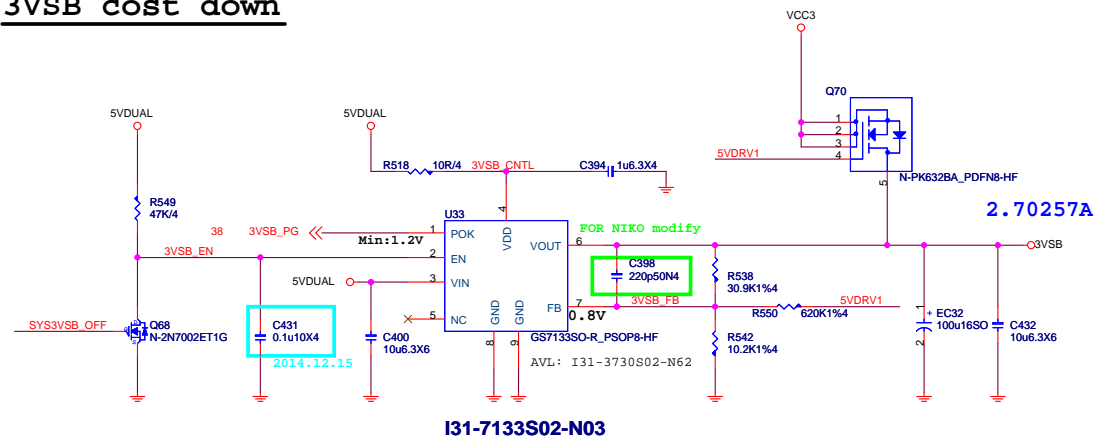 3VSB cost down
VCC3
Q70
1
2
3
4
5VDRV1
5
N-PK632BA_PDFN8-HF
2.70257A
5VDUAL
5VDUAL
R518
10R/4
3VSB_CNTL
C394
1u6.3X4
R549
47K/4
4
U33
FOR NIKO modify
38
3VSB_PG
1
POK
VDD
VOUT
6
3VSB
Min:1.2V
3VSB_EN
2
EN
C398
220p50N4
R538
30.9K1%4
5VDUAL
3
VIN
3VSB_FB
5VDRV1
FB
7
0.8V
R550
620K1%4
SYS3VSB_OFF
Q68
N-2N7002ET1G
C431
0.1u10X4
5
NC
GND
GND
8
9
GS7133SO-R_PSOP8-HF
C400
10u6.3X6
R542
10.2K1%4
1
+
2
EC32
100u16SO
C432
10u6.3X6
2014.12.15
AVL: I31-3730S02-N62
I31-7133S02-N03